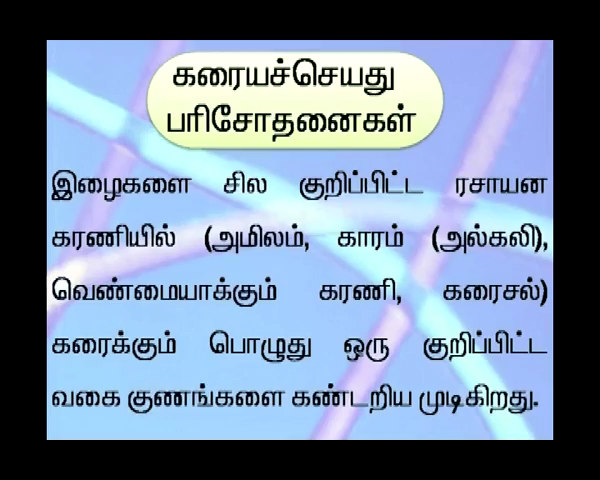 கரையச்செயது
பரிசோதனைகள்
இழைகளை சில குறிப்பிட்ட ரசாயன
கரணியில் (அமிலம், காரம் (அல்கலி),
வெண்மையாக்கும் கரணி, கரைசல்)
கரைக்கும் பொழுது ஒரு குறிப்பிட்ட
வகை குணங்களை கண்டறிய முடிகிறது.